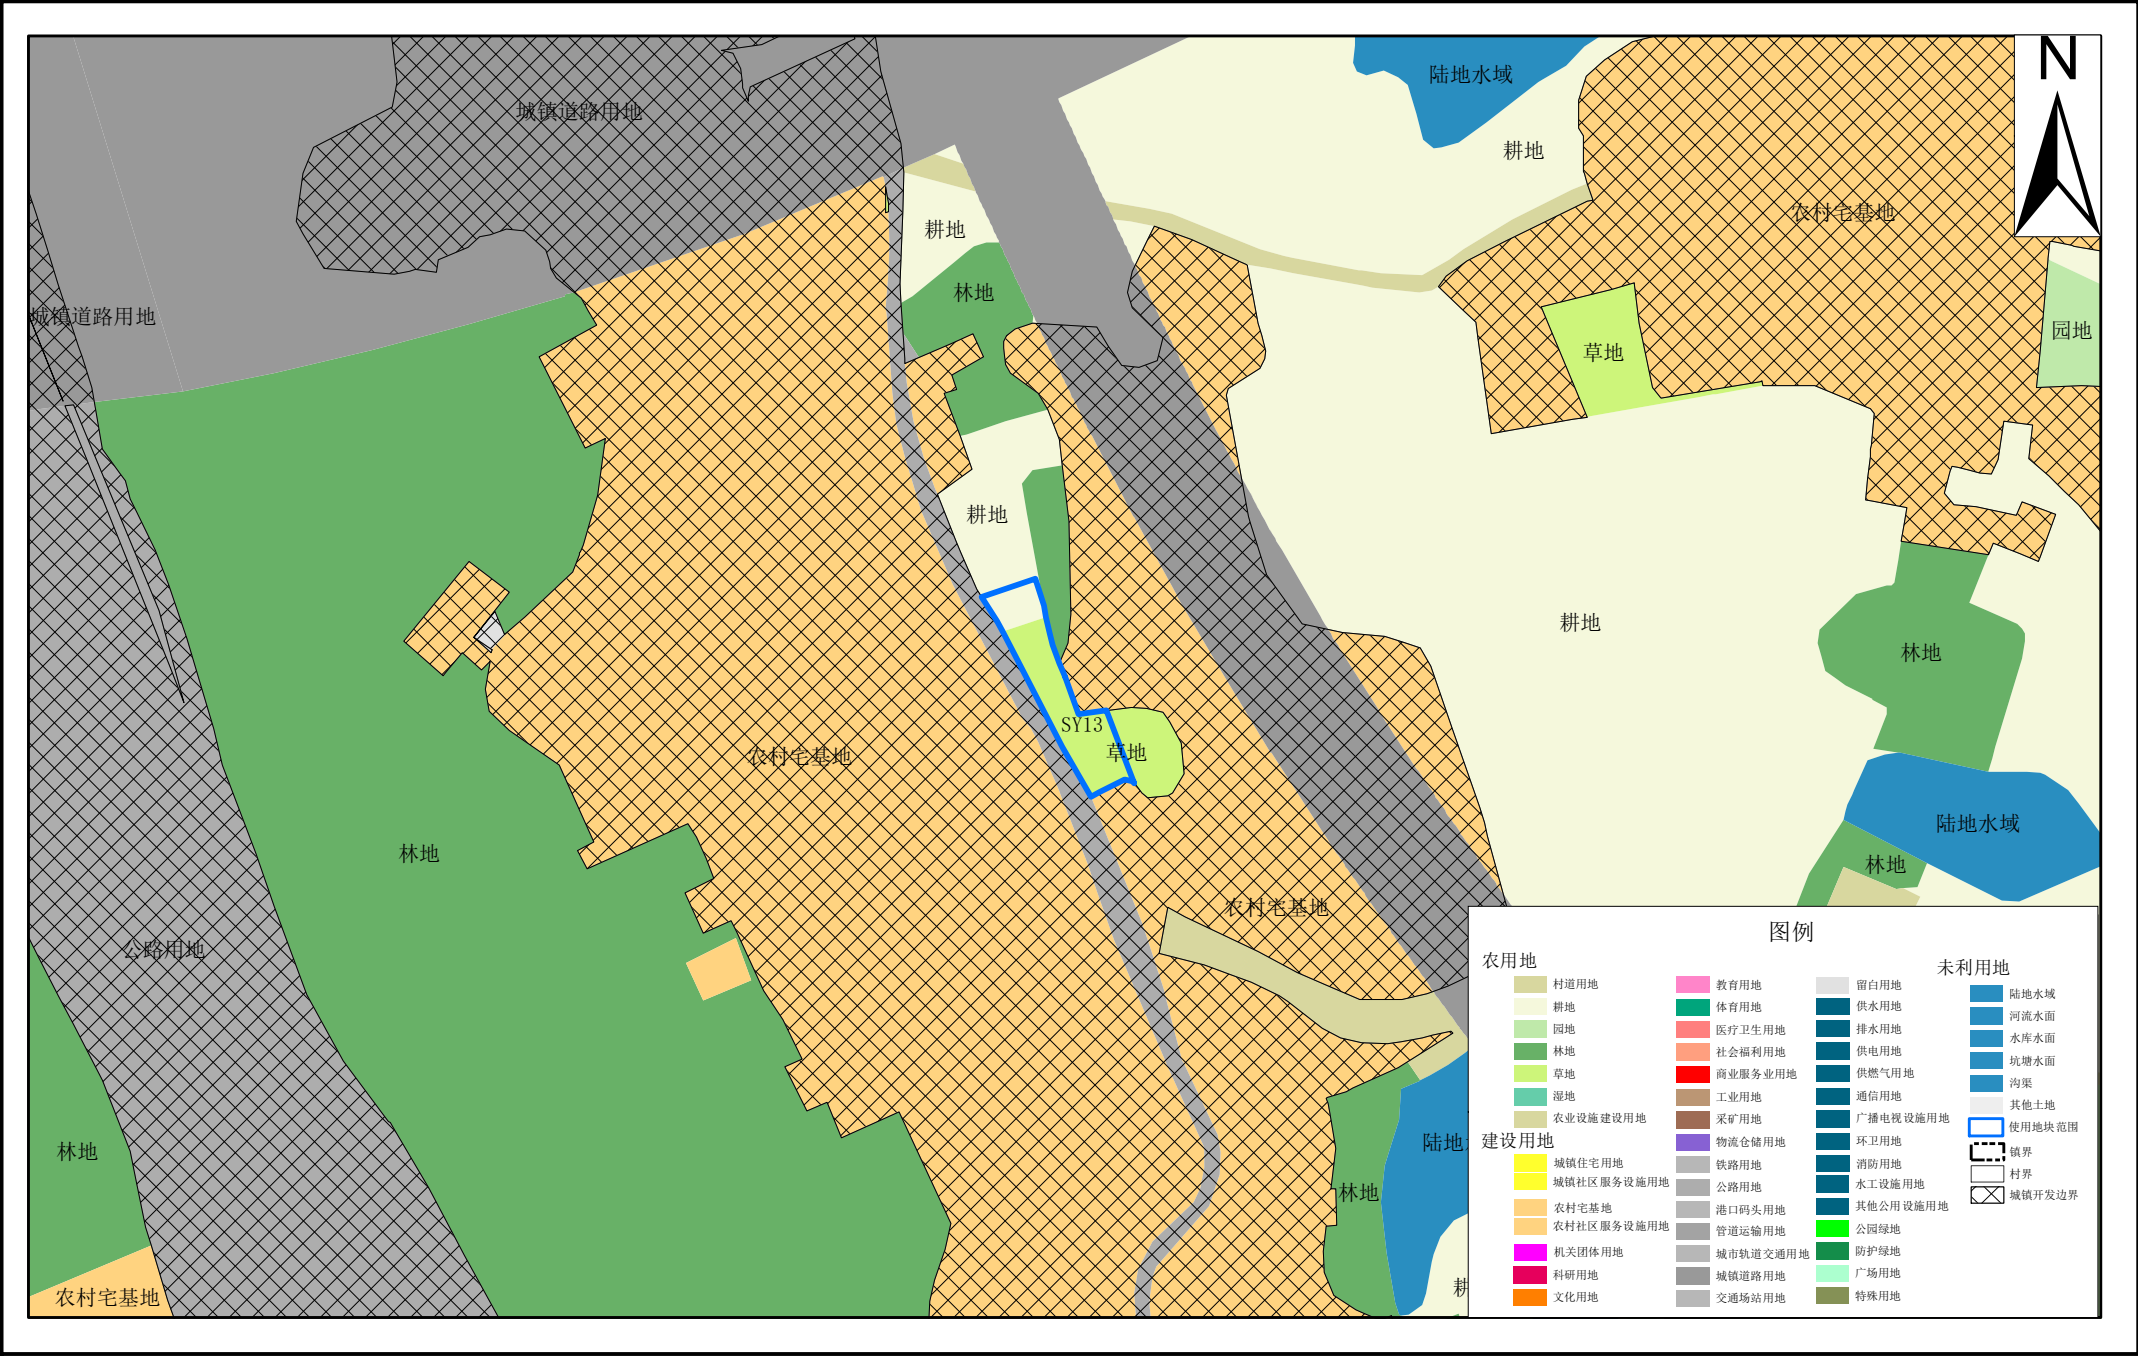 N
陆地水域
城镇道路用地
耕地
农村宅基地
耕地
林地
城镇道路用地
园地
草地
耕地
耕地
林地
SY13
草地
农村宅基地
陆地水域
林地
林地
农村宅基地
公路用地
林地
陆地
林地
农村宅基地
耕
图例
农用地
村道用地
耕地
园地
林地
草地
湿地
农业设施建设用地
建设用地
城镇住宅用地
城镇社区服务设施用地
农村宅基地
农村社区服务设施用地
机关团体用地
科研用地
文化用地
教育用地
体育用地
医疗卫生用地
社会福利用地
商业服务业用地
工业用地
采矿用地
物流仓储用地
铁路用地
公路用地
港口码头用地
管道运输用地
城市轨道交通用地
城镇道路用地
交通场站用地
留白用地
供水用地
排水用地
供电用地
供燃气用地
通信用地
广播电视设施用地
环卫用地
消防用地
水工设施用地
其他公用设施用地
公园绿地
防护绿地
广场用地
特殊用地
未利用地
陆地水域
河流水面
水库水面
坑塘水面
沟渠
其他土地
使用地块范围
镇界
村界
城镇开发边界